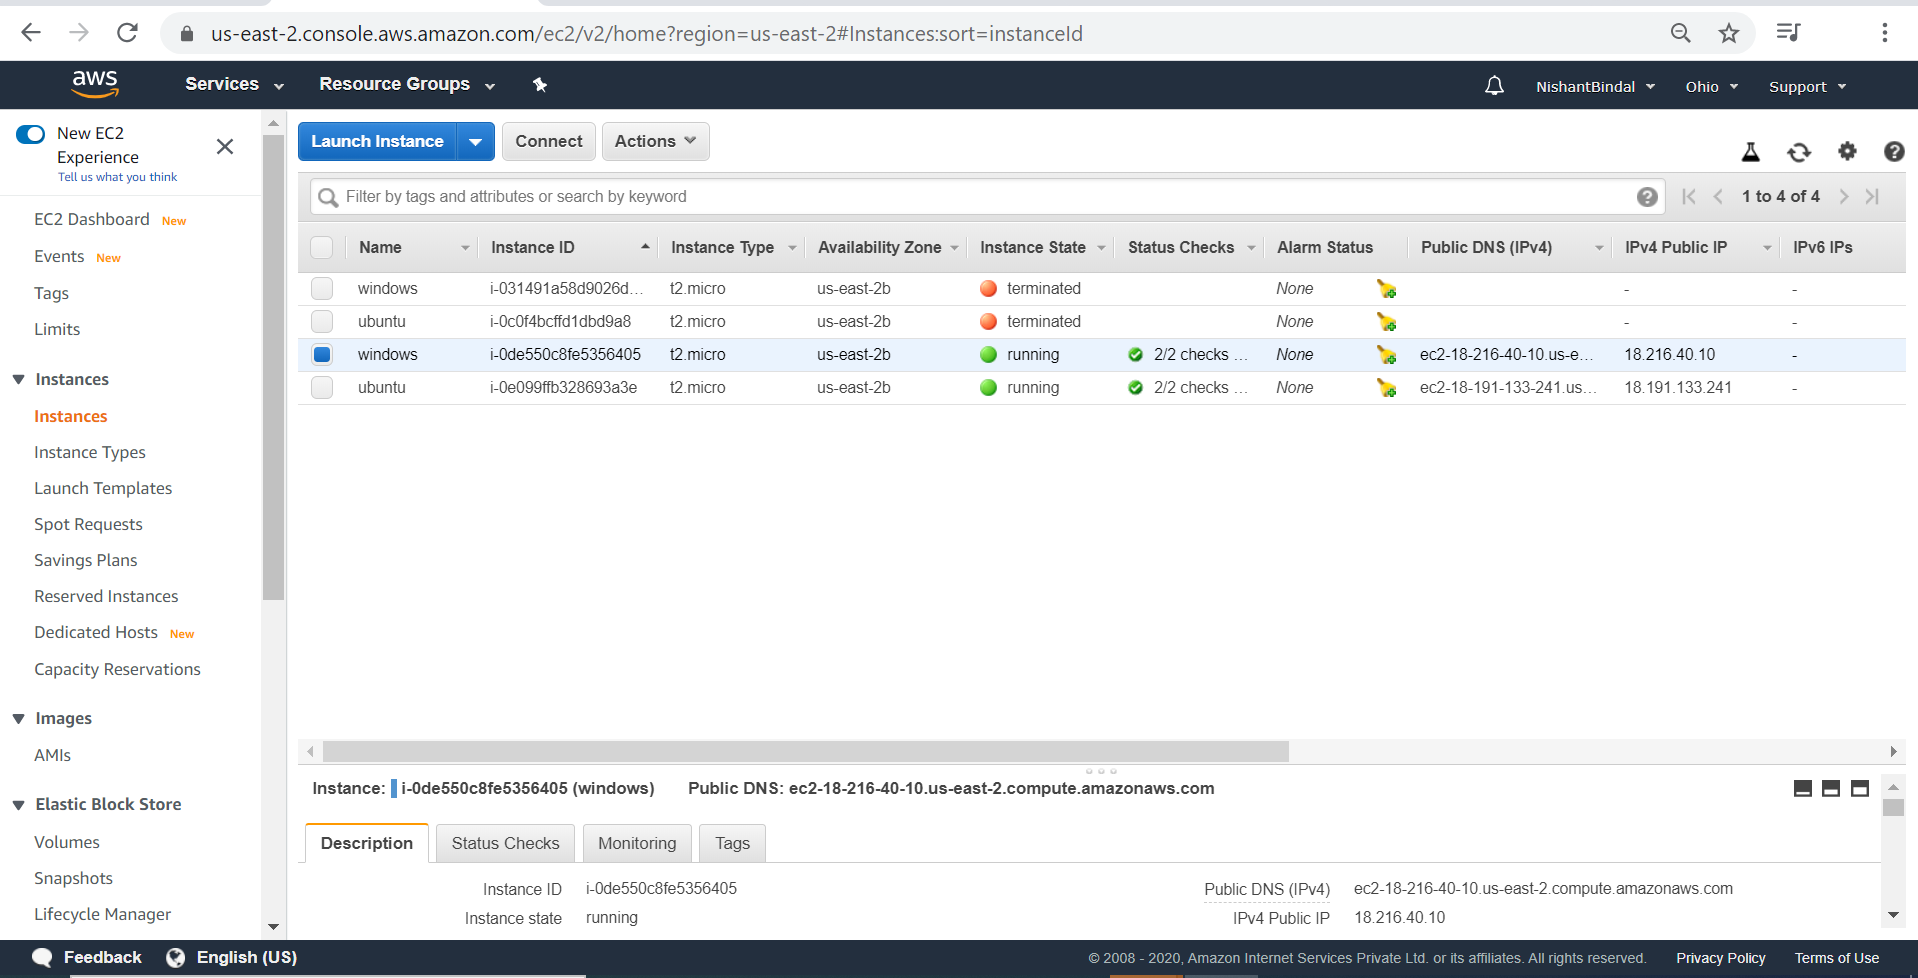 us-east-2.console.aws.amazon.com/ec2/v2/home?region=us-east-2#Instances:sort=instanceId
aws Services Resource Groups NishantBindal Ohio Support
New EC2
Experience
Tell us what you think
EC2 Dashboard New
Events New
Tags
Limits
Instances
Instances
Instance Types
Launch Templates
Spot Requests
Savings Plans
Reserved Instances
Dedicated Hosts New
Capacity Reservations
Images
AMIs
Elastic Block Store
Volumes
Snapshots
Lifecycle Manager
Launch Instance Connect Actions
Filter by tags and attributes or search by keyword 1 to 4 of 4
Name Instance ID Instance Type Availability Zone Instance State Status Checks Alarm Status Public DNS (IPv4) IPv4 Public IP IPv6 IPs
windows i-031491a58d9026d... t2.micro us-east-2b terminated None - -
ubuntu i-0c0f4bcffd1dbd9a8 t2.micro us-east-2b terminated None - -
windows i-0de550c8fe5356405 t2.micro us-east-2b running 2/2 checks ... None ec2-18-216-40-10.us-e... 18.216.40.10 -
ubuntu i-0e099ffb328693a3e t2.micro us-east-2b running 2/2 checks ... None ec2-18-191-133-241.us... 18.191.133.241 -
Instance: i-0de550c8fe5356405 (windows) Public DNS: ec2-18-216-40-10.us-east-2.compute.amazonaws.com
Description Status Checks Monitoring Tags
Instance ID i-0de550c8fe5356405 Public DNS (IPv4) ec2-18-216-40-10.us-east-2.compute.amazonaws.com
Instance state running IPv4 Public IP 18.216.40.10
Feedback English (US) © 2008 - 2020, Amazon Internet Services Private Ltd. or its affiliates. All rights reserved. Privacy Policy Terms of Use